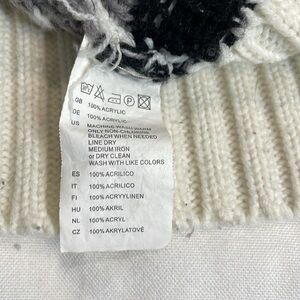 GB 100% ACRYLIC
DE 100% ACRYLIC
US MACHINE WASH WARM
ONLY NON-CHLORINE
BLEACH WHEN NEEDED
LINE DRY
MEDIUM IRON
or DRY CLEAN
WASH WITH LIKE COLORS
ES 100% ACRILICO
IT 100% ACRILICO
FI 100% ACRYYLINEN
HU 100% AKRIL
NL 100% ACRYL
CZ 100% AKRYLATOVÉ